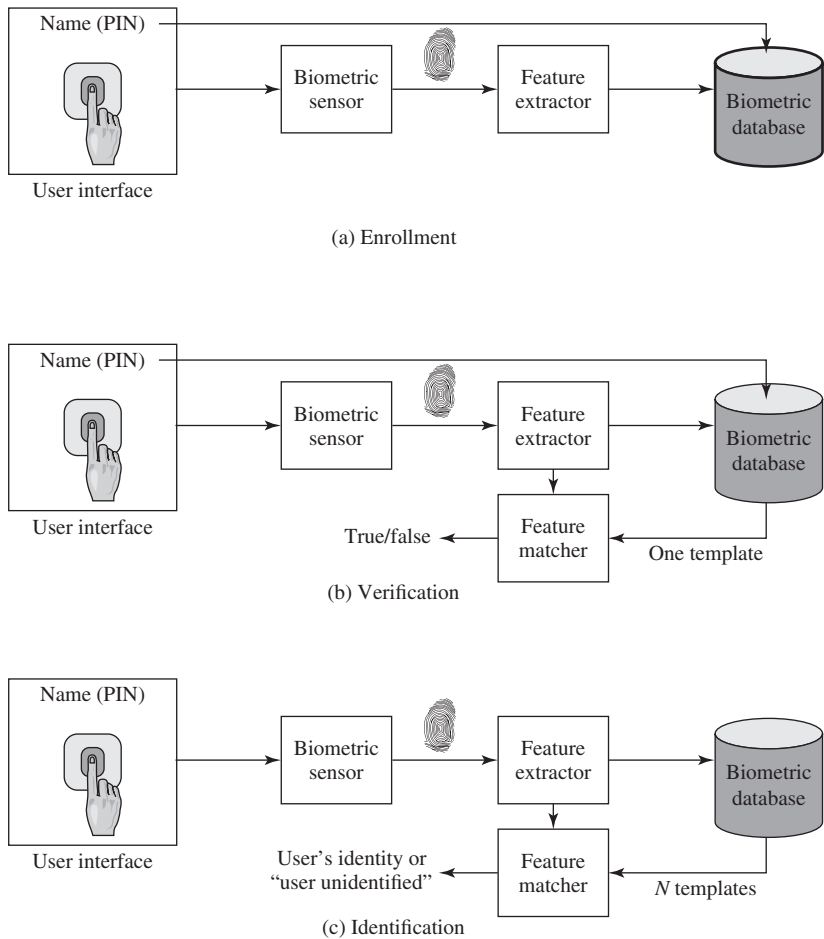 Name (PIN)
Biometric
sensor
Feature
extractor
Biometric
database
User interface
(a) Enrollment
Name (PIN)
Biometric
sensor
Feature
extractor
Biometric
database
User interface
True/false
Feature
matcher
One template
(b) Verification
Name (PIN)
Biometric
sensor
Feature
extractor
Biometric
database
User interface
User's identity or
“user unidentified”
Feature
matcher
N templates
(c) Identification